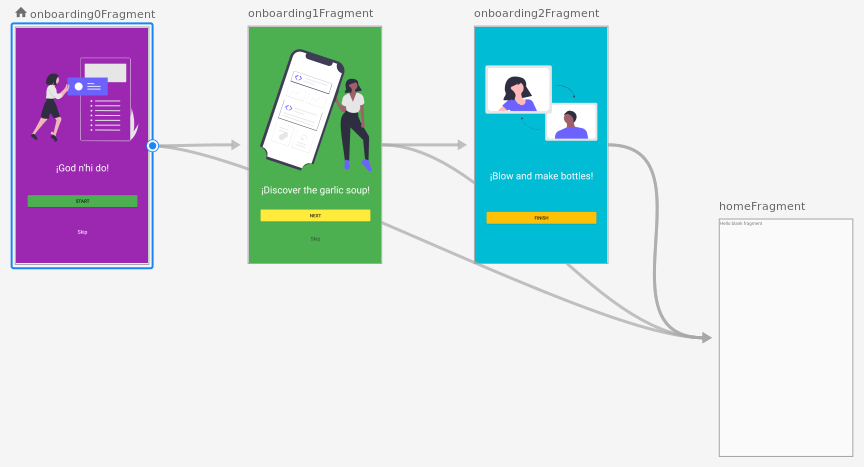 onboarding0Fragment
¡God n'hi do!
START
Skip
onboarding1Fragment
¡Discover the garlic soup!
NEXT
Skip
onboarding2Fragment
¡Blow and make bottles!
FINISH
homeFragment
Hello blank fragment